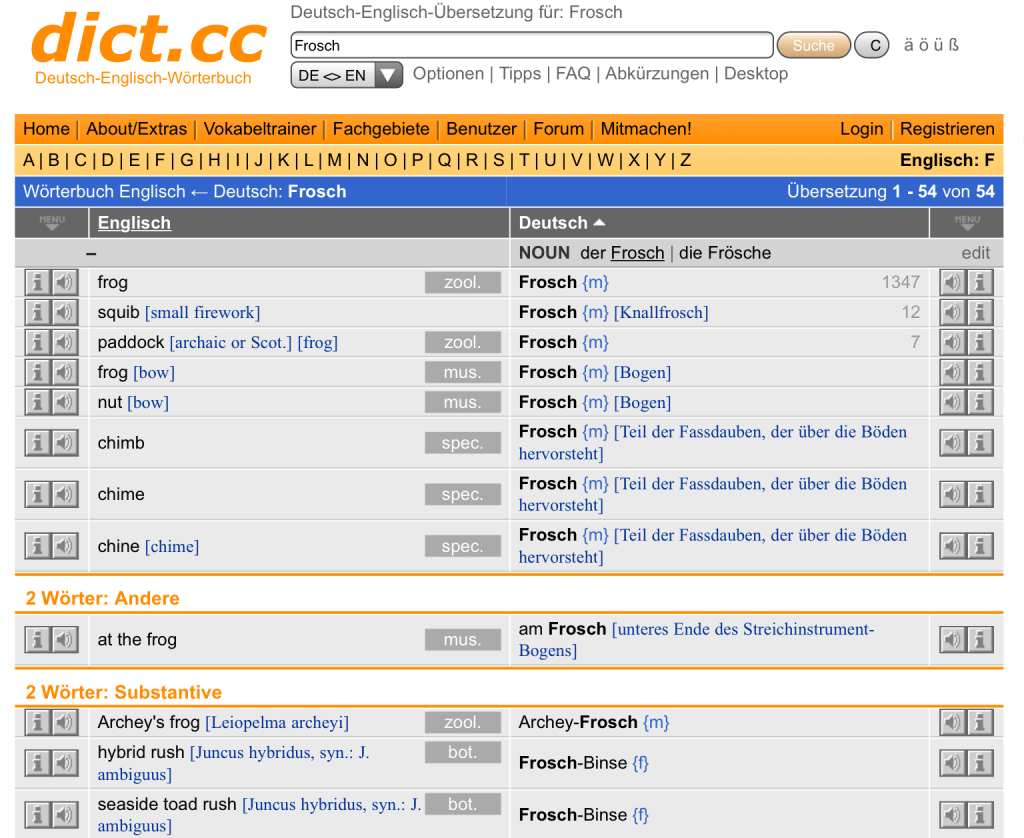 dict.cc
Deutsch-Englisch-Wörterbuch
Deutsch-Englisch-Übersetzung für: Frosch
Frosch Suche C ä ö ü ß
DE <> EN Optionen | Tipps | FAQ | Abkürzungen | Desktop
Home | About/Extras | Vokabeltrainer | Fachgebiete | Benutzer | Forum | Mitmachen! Login | Registrieren
A | B | C | D | E | F | G | H | I | J | K | L | M | N | O | P | Q | R | S | T | U | V | W | X | Y | Z Englisch: F
Wörterbuch Englisch ← Deutsch: Frosch Übersetzung 1 - 54 von 54
MENU Englisch Deutsch MENU
– NOUN der Frosch | die Frösche edit
frog zool. Frosch {m} 1347
squib [small firework] Frosch {m} [Knallfrosch] 12
paddock [archaic or Scot.] [frog] zool. Frosch {m} 7
frog [bow] mus. Frosch {m} [Bogen]
nut [bow] mus. Frosch {m} [Bogen]
chimb spec. Frosch {m} [Teil der Fassdauben, der über die Böden
hervorsteht]
chime spec. Frosch {m} [Teil der Fassdauben, der über die Böden
hervorsteht]
chine [chime] spec. Frosch {m} [Teil der Fassdauben, der über die Böden
hervorsteht]
2 Wörter: Andere
at the frog mus. am Frosch [unteres Ende des Streichinstrument-
Bogens]
2 Wörter: Substantive
Archey's frog [Leiopelma archeyi] zool. Archey-Frosch {m}
hybrid rush [Juncus hybridus, syn.: J. bot. Frosch-Binse {f}
ambiguus]
seaside toad rush [Juncus hybridus, syn.: J. bot. Frosch-Binse {f}
ambiguus]